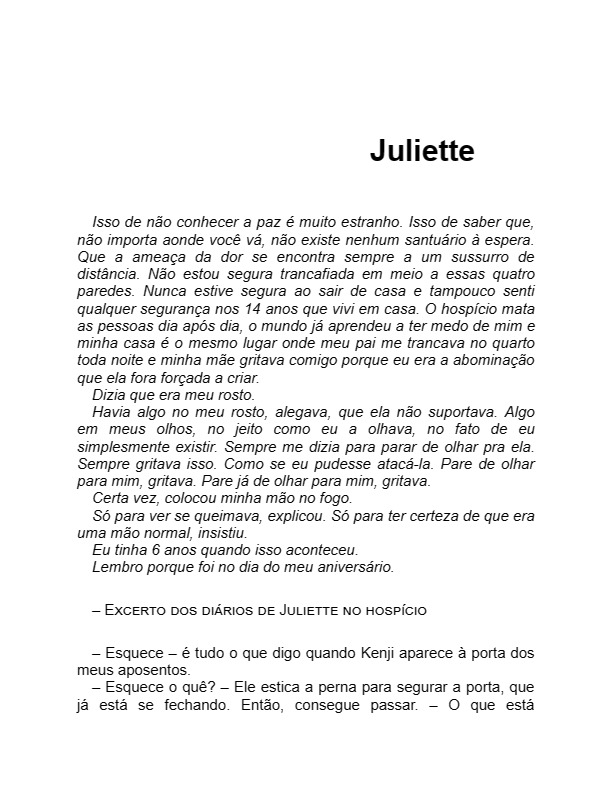 Juliette
Isso de não conhecer a paz é muito estranho. Isso de saber que,
não importa aonde você vá, não existe nenhum santuário à espera.
Que a ameaça da dor se encontra sempre a um sussurro de
distância. Não estou segura trancafiada em meio a essas quatro
paredes. Nunca estive segura ao sair de casa e tampouco senti
qualquer segurança nos 14 anos que vivi em casa. O hospício mata
as pessoas dia após dia, o mundo já aprendeu a ter medo de mim e
minha casa é o mesmo lugar onde meu pai me trancava no quarto
toda noite e minha mãe gritava comigo porque eu era a abominação
que ela fora forçada a criar.
Dizia que era meu rosto.
Havia algo no meu rosto, alegava, que ela não suportava. Algo
em meus olhos, no jeito como eu a olhava, no fato de eu
simplesmente existir. Sempre me dizia para parar de olhar pra ela.
Sempre gritava isso. Como se eu pudesse atacá-la. Pare de olhar
para mim, gritava. Pare já de olhar para mim, gritava.
Certa vez, colocou minha mão no fogo.
Só para ver se queimava, explicou. Só para ter certeza de que era
uma mão normal, insistiu.
Eu tinha 6 anos quando isso aconteceu.
Lembro porque foi no dia do meu aniversário.
– Excerto dos diários de Juliette no hospício
– Esquece – é tudo o que digo quando Kenji aparece à porta dos
meus aposentos.
– Esquece o quê? – Ele estica a perna para segurar a porta, que
já está se fechando. Então, consegue passar. – O que está